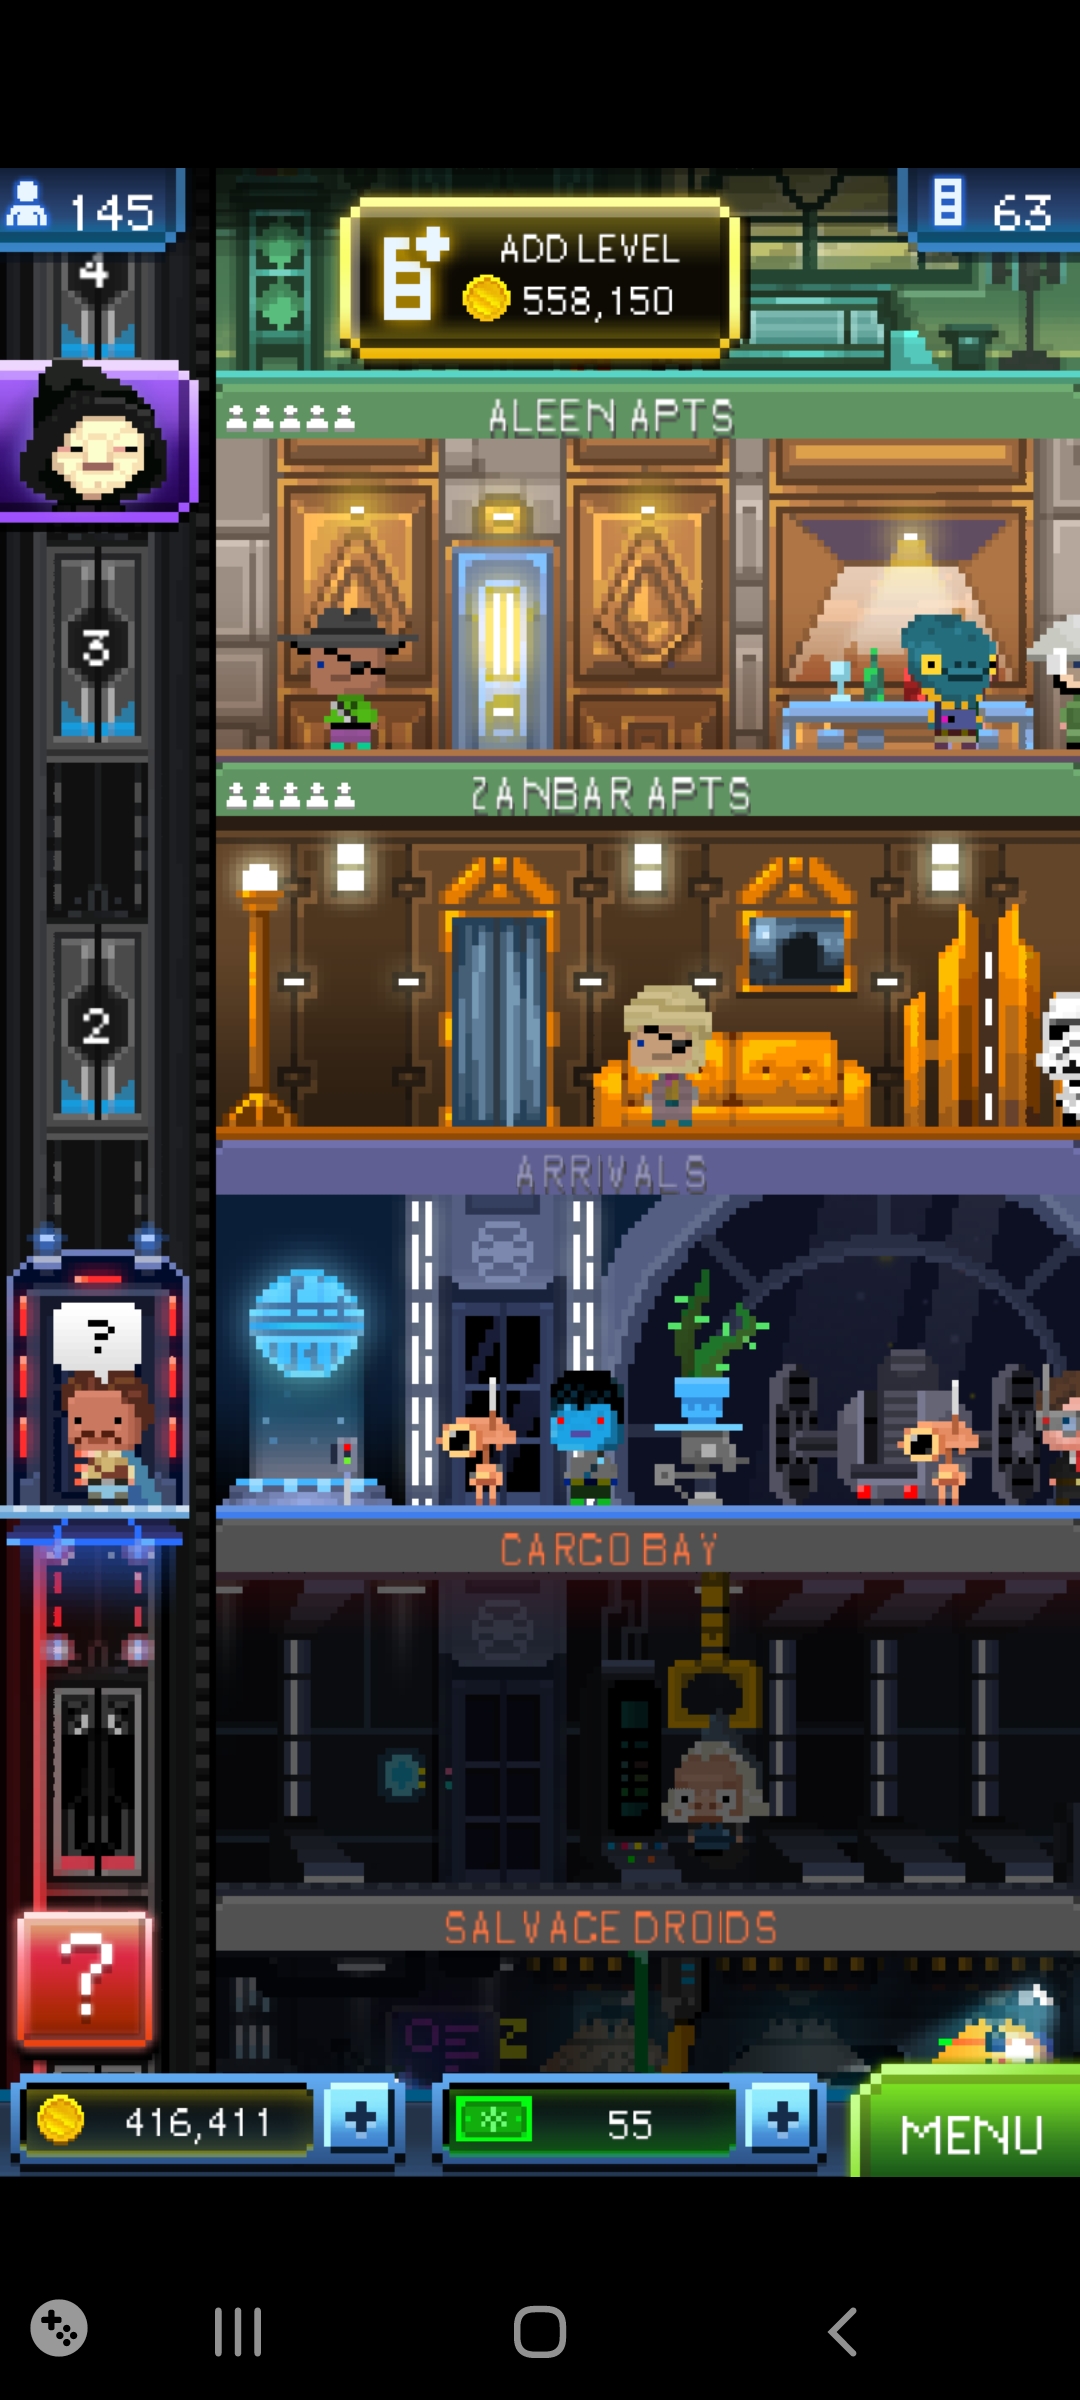 145
63
ADD LEVEL
558,150
4
ALEEN APTS
3
ZANBAR APTS
2
ARRIVALS
?
CARGO BAY
SALVAGE DROIDS
?
416,411
55
MENU